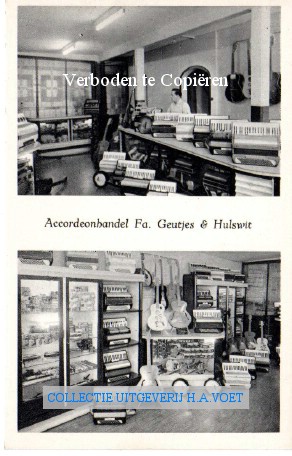 Verboden te Copiëren
Accordeonhandel Fa. Geutjes & Hulswit
COLLECTIE UITGEVERIJ H.A.VOET